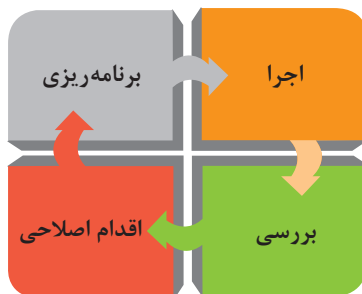 برنامه‌ریزی
اجرا
بررسی
اقدام اصلاحی